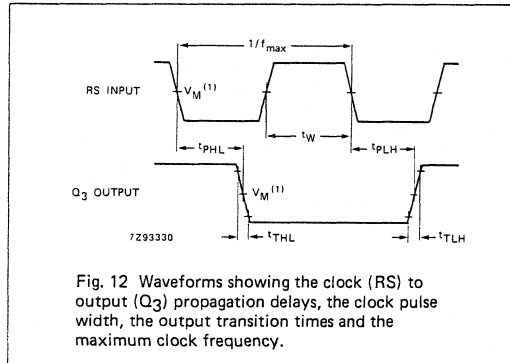 1/fmax
RS INPUT
VM(1)
tW
tPHL
tPLH
Q3 OUTPUT
VM(1)
7Z93330
tTHL
tTLH
Fig. 12 Waveforms showing the clock (RS) to
output (Q3) propagation delays, the clock pulse
width, the output transition times and the
maximum clock frequency.